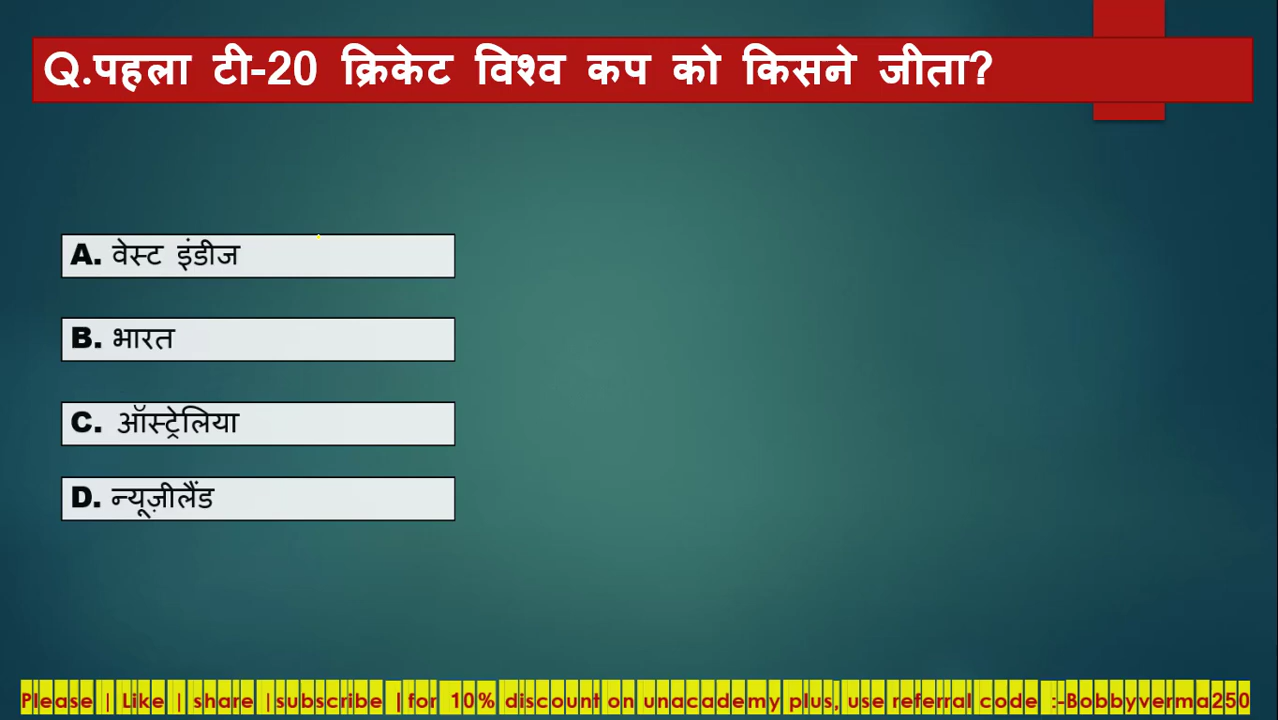 Q.पहला टी-20 क्रिकेट विश्व कप को किसने जीता?
A. वेस्ट इंडीज
B. भारत
C. ऑस्ट्रेलिया
D. न्यूज़ीलैंड
Please | Like | share |subscribe |for 10% discount on unacademy plus, use referral code :-Bobbyverma250